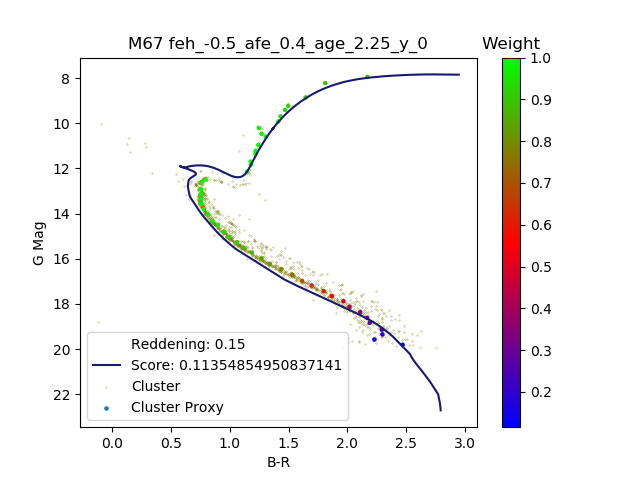 M67 feh_-0.5_afe_0.4_age_2.25_y_0
Weight
8
10
12
14
16
18
20
22
G Mag
0.0 0.5 1.0 1.5 2.0 2.5 3.0
B-R
Reddening: 0.15
Score: 0.11354854950837141
Cluster
Cluster Proxy
1.0
0.9
0.8
0.7
0.6
0.5
0.4
0.3
0.2